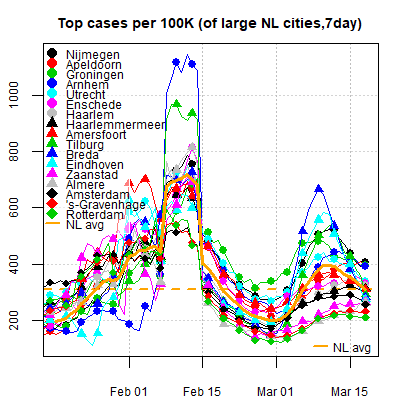 Top cases per 100K (of large NL cities,7day)
Nijmegen
Apeldoorn
Groningen
Arnhem
Utrecht
Enschede
Haarlem
Haarlemmermeer
Amersfoort
Tilburg
Breda
Eindhoven
Zaanstad
Almere
Amsterdam
's-Gravenhage
Rotterdam
NL avg
1000
800
600
400
200
NL avg
Feb 01
Feb 15
Mar 01
Mar 15